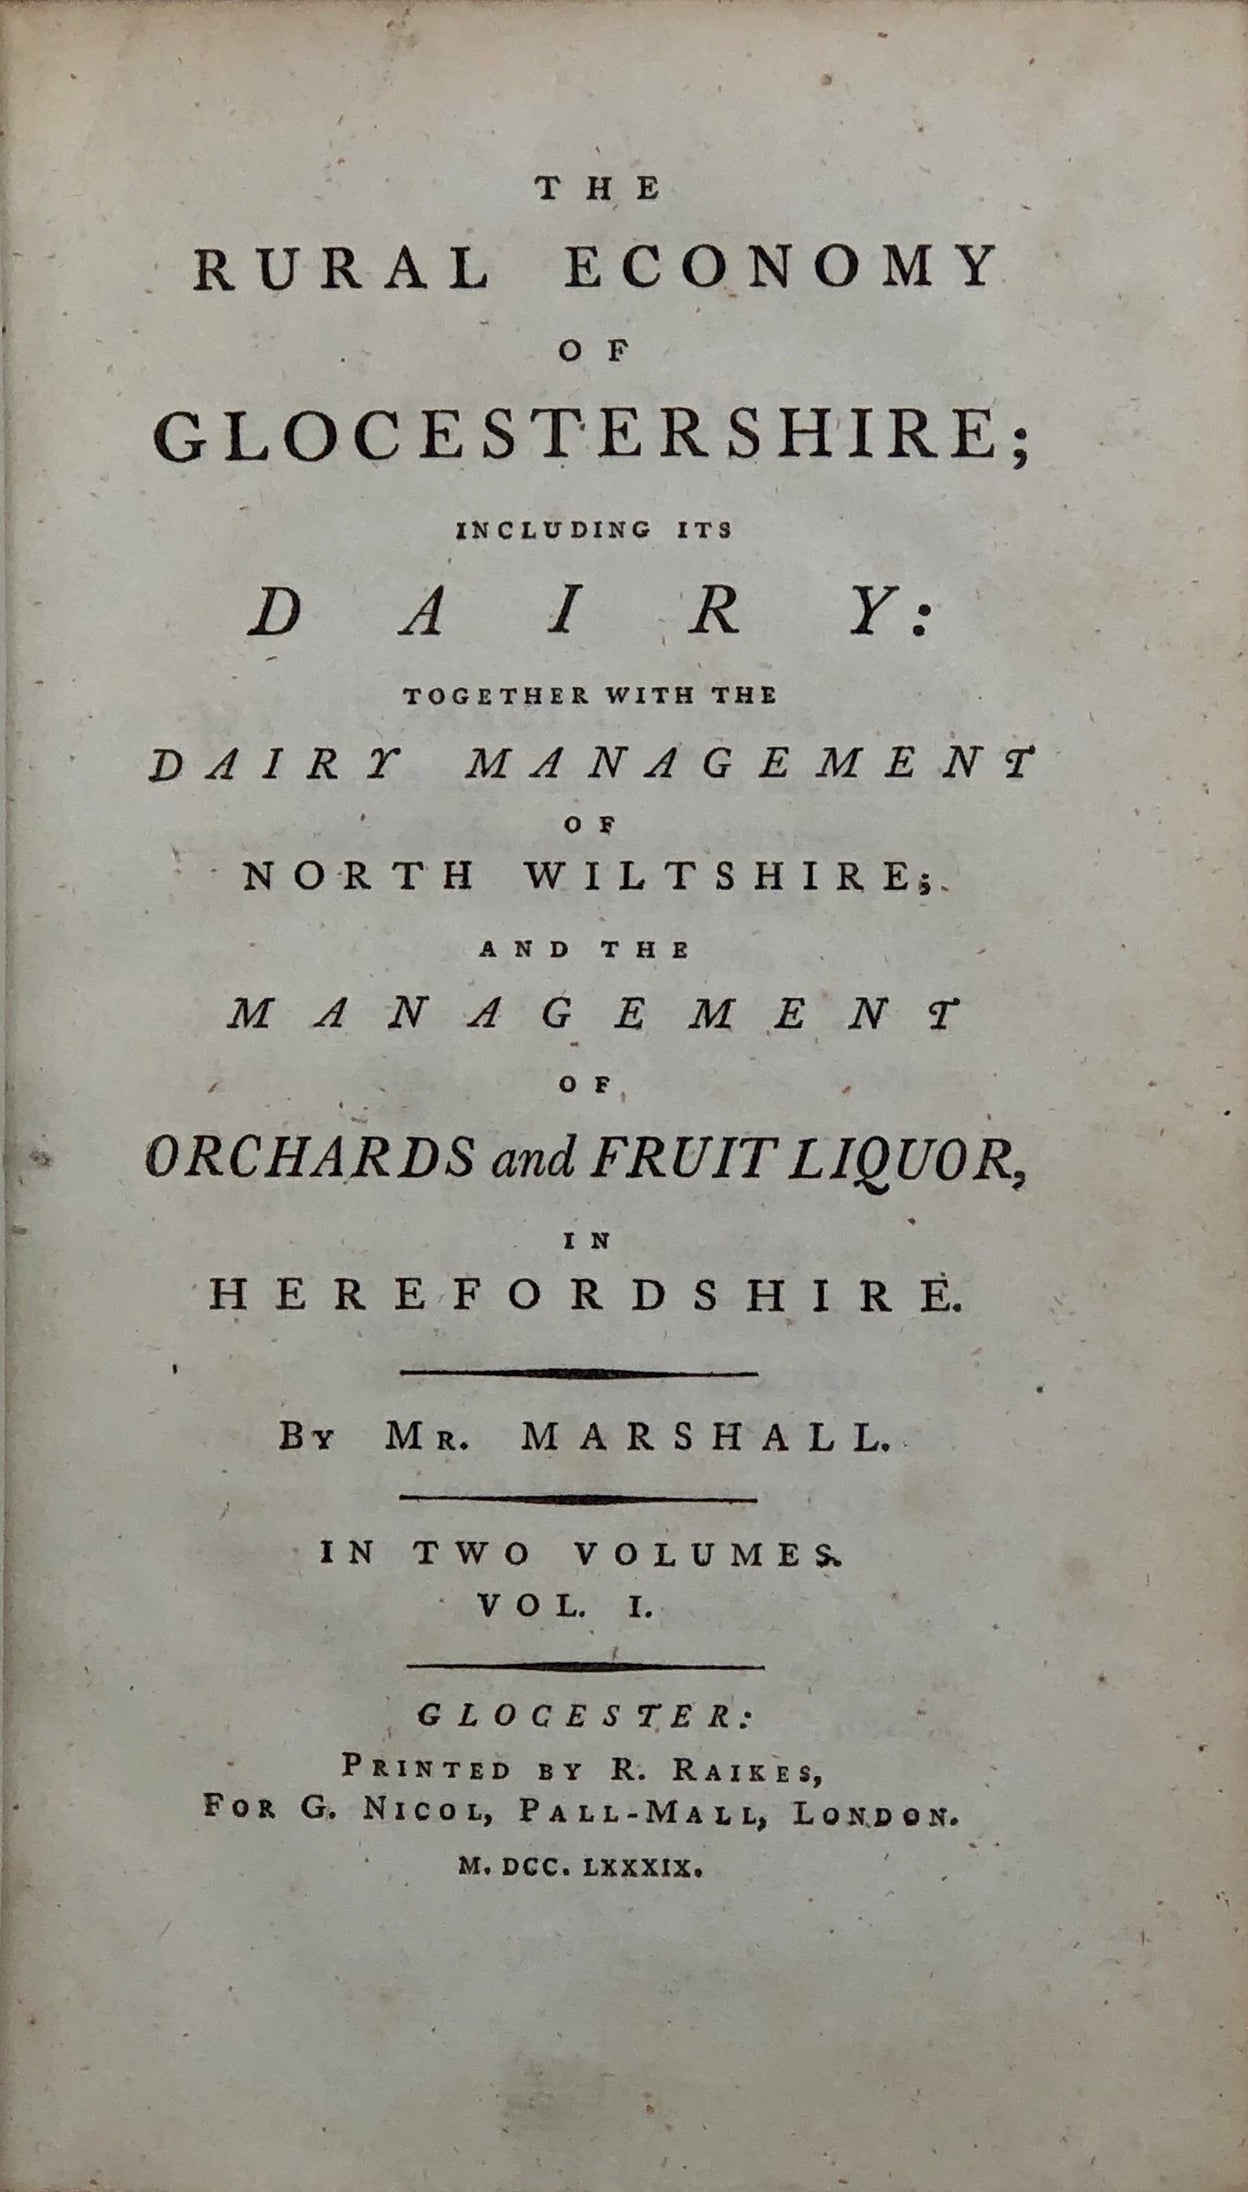 THE
RURAL ECONOMY
OF
GLOCESTERSHIRE;
INCLUDING ITS
DAIRY:
TOGETHER WITH THE
DAIRY MANAGEMENT
OF
NORTH WILTSHIRE;
AND THE
MANAGEMENT
OF
ORCHARDS and FRUIT LIQUOR,
IN
HEREFORDSHIRE.
BY MR. MARSHALL.
IN TWO VOLUMES.
VOL. I.
GLOCESTER:
PRINTED BY R. RAIKES,
FOR G. NICOL, PALL-MALL, LONDON.
M. DCC. LXXXIX.